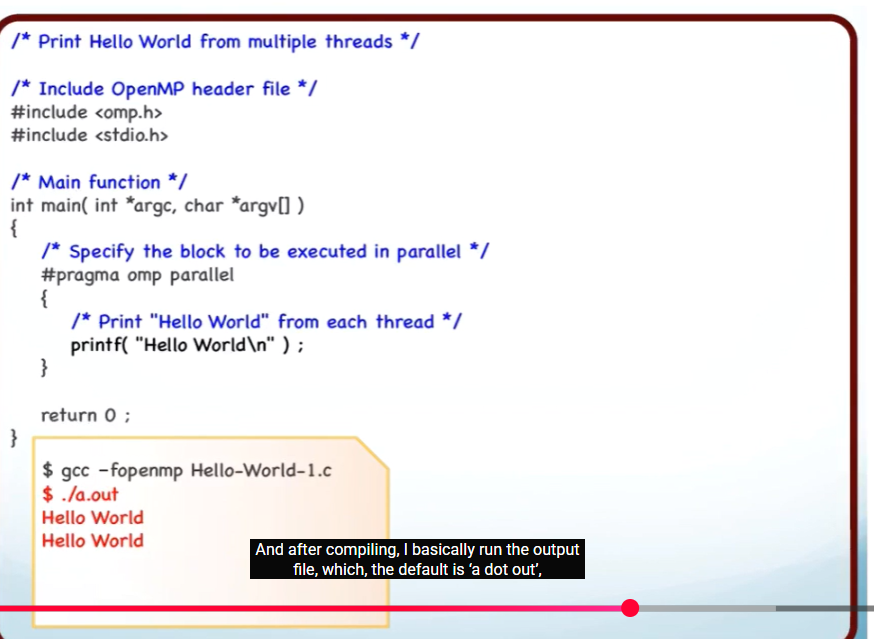 /* Print Hello World from multiple threads */
/* Include OpenMP header file */
#include <omp.h>
#include <stdio.h>
/* Main function */
int main( int *argc, char *argv[] )
{
/* Specify the block to be executed in parallel */
#pragma omp parallel
{
/* Print "Hello World" from each thread */
printf( "Hello World\n" ) ;
}
return 0 ;
}
$ gcc -fopenmp Hello-World-1.c
$ ./a.out
Hello World
Hello World
And after compiling, I basically run the output
file, which, the default is ‘a dot out’,